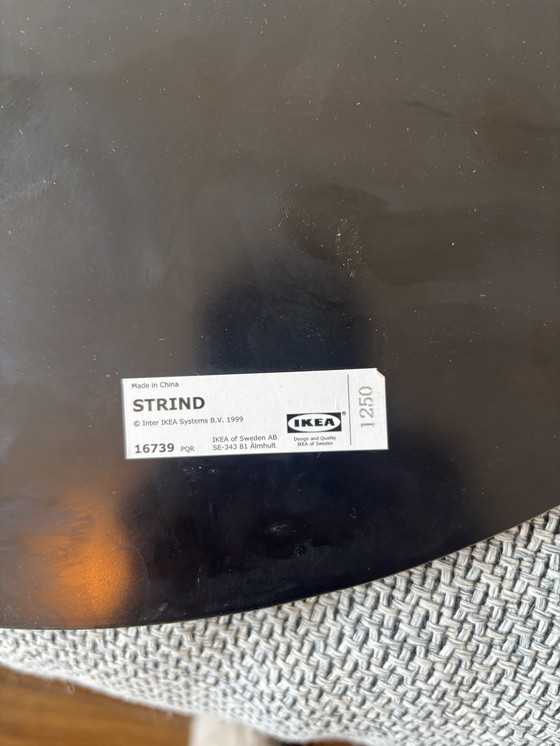 Made in China
STRIND
© Inter IKEA Systems B.V. 1999
16739 PQR
IKEA of Sweden AB
SE-343 81 Älmhult
IKEA®
Design and Quality
IKEA of Sweden
1250